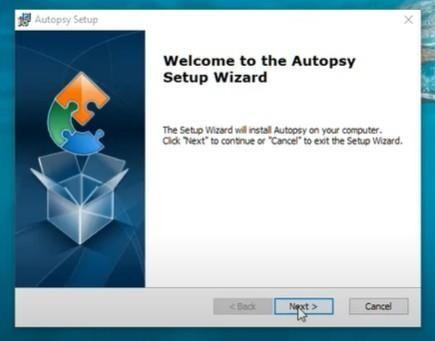 Autopsy Setup
Welcome to the Autopsy
Setup Wizard
The Setup Wizard will install Autopsy on your computer.
Click "Next" to continue or "Cancel" to exit the Setup Wizard.
< Back
Next >
Cancel